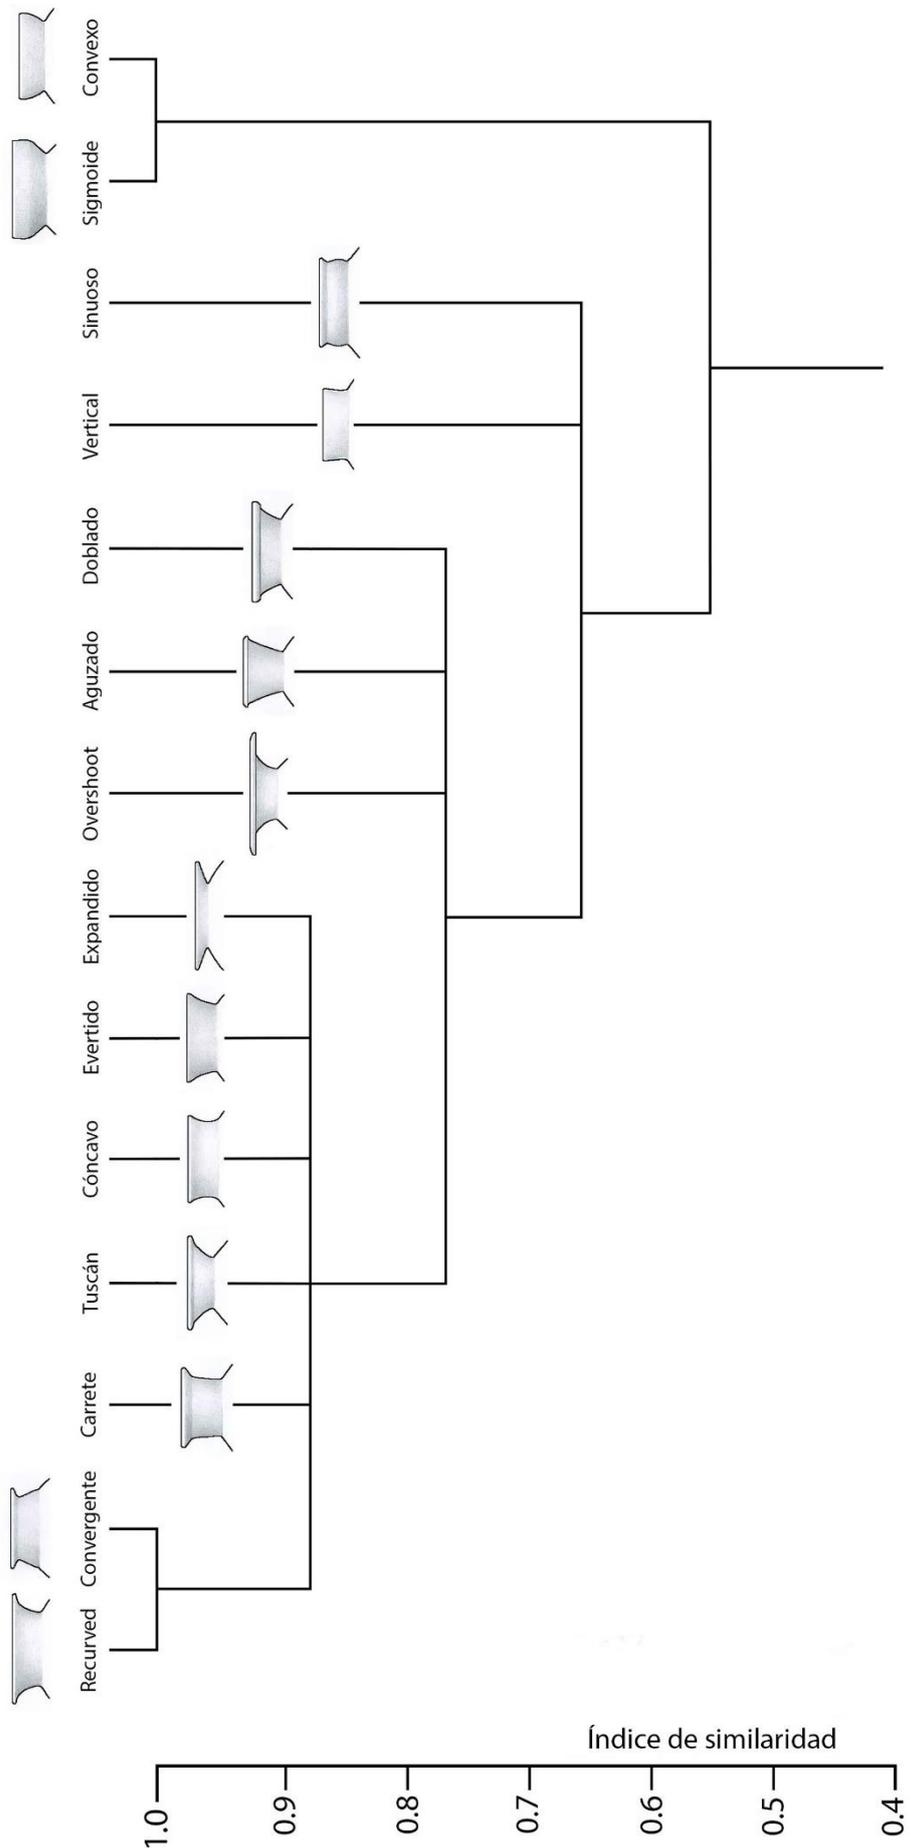 Convexo
Sigmoide
Sinuoso
Vertical
Doblado
Aguzado
Overshoot
Expandido
Evertido
Cóncavo
Tuscán
Carrete
Convergente
Recurved
Índice de similaridad
1.0
0.9
0.8
0.7
0.6
0.5
0.4